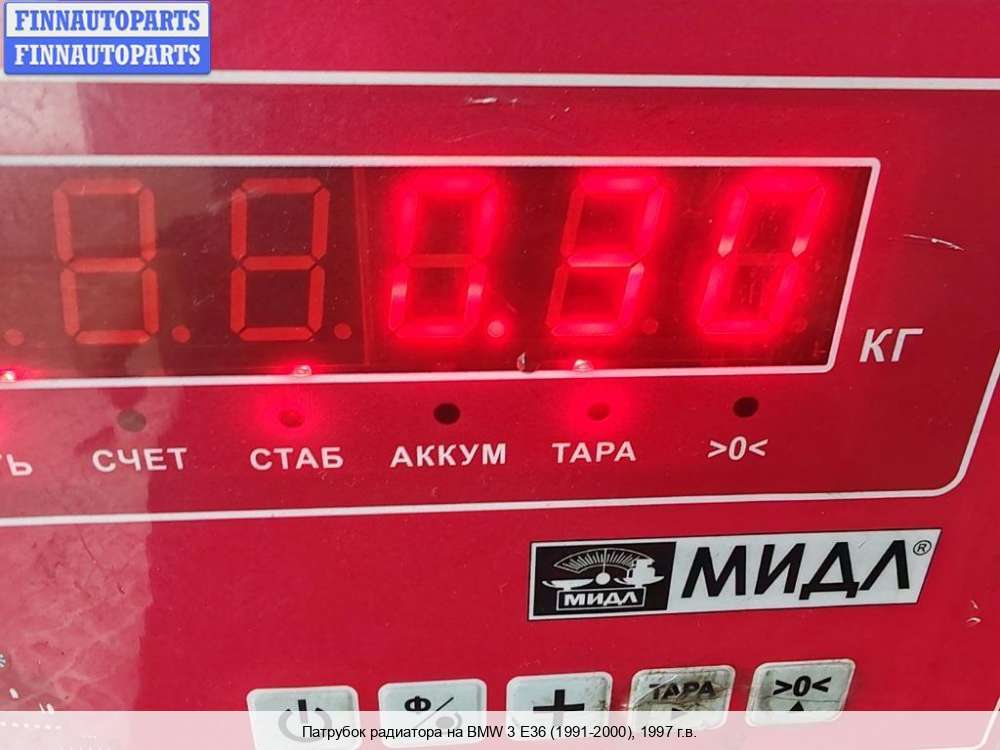 FINNAUTOPARTS
FINNAUTOPARTS
0.30
КГ
СЧЕТ СТАБ АККУМ ТАРА >0<
МИДЛ МИДЛ®
Ф/ + ТАРА >0<
Патрубок радиатора на BMW 3 E36 (1991-2000), 1997 г.в.